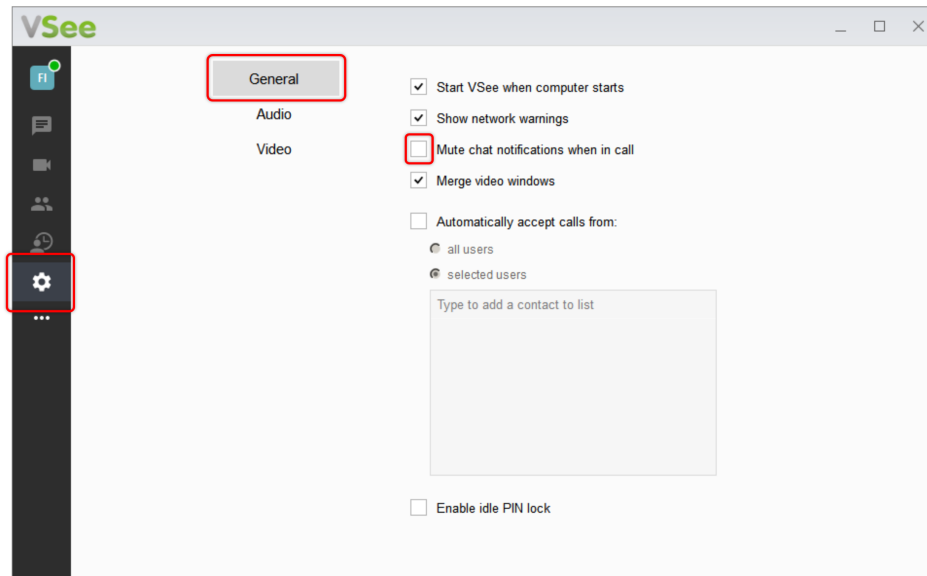 VSee
FI
General
Audio
Video
Start VSee when computer starts
Show network warnings
Mute chat notifications when in call
Merge video windows
Automatically accept calls from:
all users
selected users
Type to add a contact to list
Enable idle PIN lock